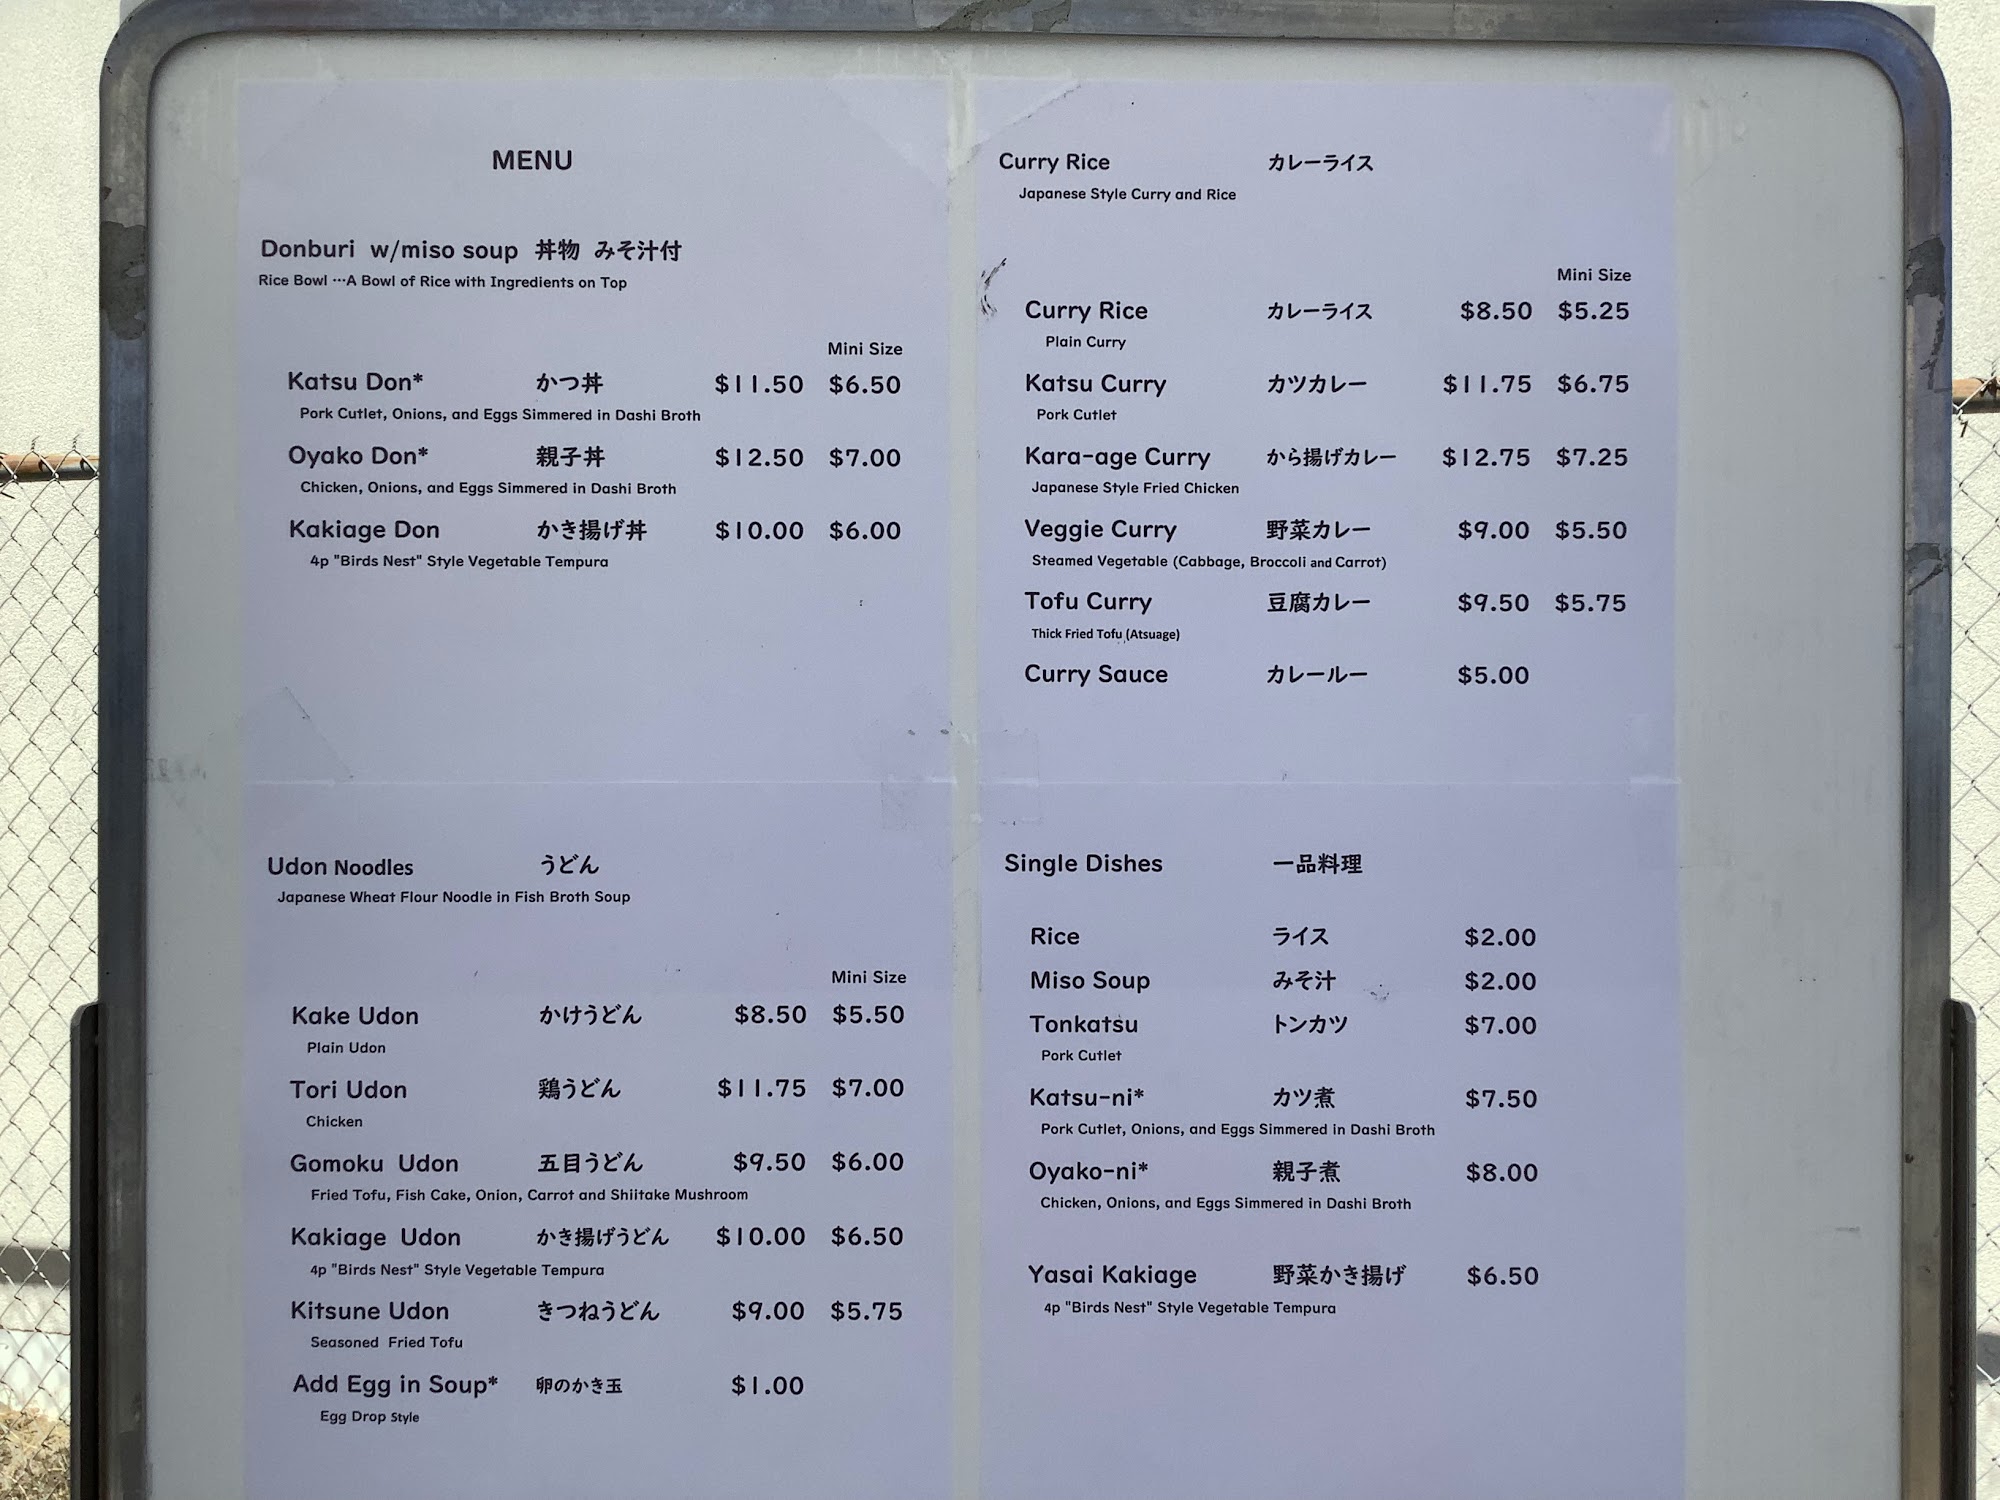 MENU
Donburi w/miso soup 丼物 みそ汁付
Rice Bowl …A Bowl of Rice with Ingredients on Top
Mini Size
Katsu Don* かつ丼 $11.50 $6.50
Pork Cutlet, Onions, and Eggs Simmered in Dashi Broth
Oyako Don* 親子丼 $12.50 $7.00
Chicken, Onions, and Eggs Simmered in Dashi Broth
Kakiage Don かき揚げ丼 $10.00 $6.00
4p "Birds Nest" Style Vegetable Tempura
Udon Noodles うどん
Japanese Wheat Flour Noodle in Fish Broth Soup
Mini Size
Kake Udon かけうどん $8.50 $5.50
Plain Udon
Tori Udon 鶏うどん $11.75 $7.00
Chicken
Gomoku Udon 五目うどん $9.50 $6.00
Fried Tofu, Fish Cake, Onion, Carrot and Shiitake Mushroom
Kakiage Udon かき揚げうどん $10.00 $6.50
4p "Birds Nest" Style Vegetable Tempura
Kitsune Udon きつねうどん $9.00 $5.75
Seasoned Fried Tofu
Add Egg in Soup* 卵のかき玉 $1.00
Egg Drop Style
Curry Rice カレーライス
Japanese Style Curry and Rice
Mini Size
Curry Rice カレーライス $8.50 $5.25
Plain Curry
Katsu Curry カツカレー $11.75 $6.75
Pork Cutlet
Kara-age Curry から揚げカレー $12.75 $7.25
Japanese Style Fried Chicken
Veggie Curry 野菜カレー $9.00 $5.50
Steamed Vegetable (Cabbage, Broccoli and Carrot)
Tofu Curry 豆腐カレー $9.50 $5.75
Thick Fried Tofu (Atsuage)
Curry Sauce カレールー $5.00
Single Dishes 一品料理
Rice ライス $2.00
Miso Soup みそ汁 $2.00
Tonkatsu トンカツ $7.00
Pork Cutlet
Katsu-ni* カツ煮 $7.50
Pork Cutlet, Onions, and Eggs Simmered in Dashi Broth
Oyako-ni* 親子煮 $8.00
Chicken, Onions, and Eggs Simmered in Dashi Broth
Yasai Kakiage 野菜かき揚げ $6.50
4p "Birds Nest" Style Vegetable Tempura